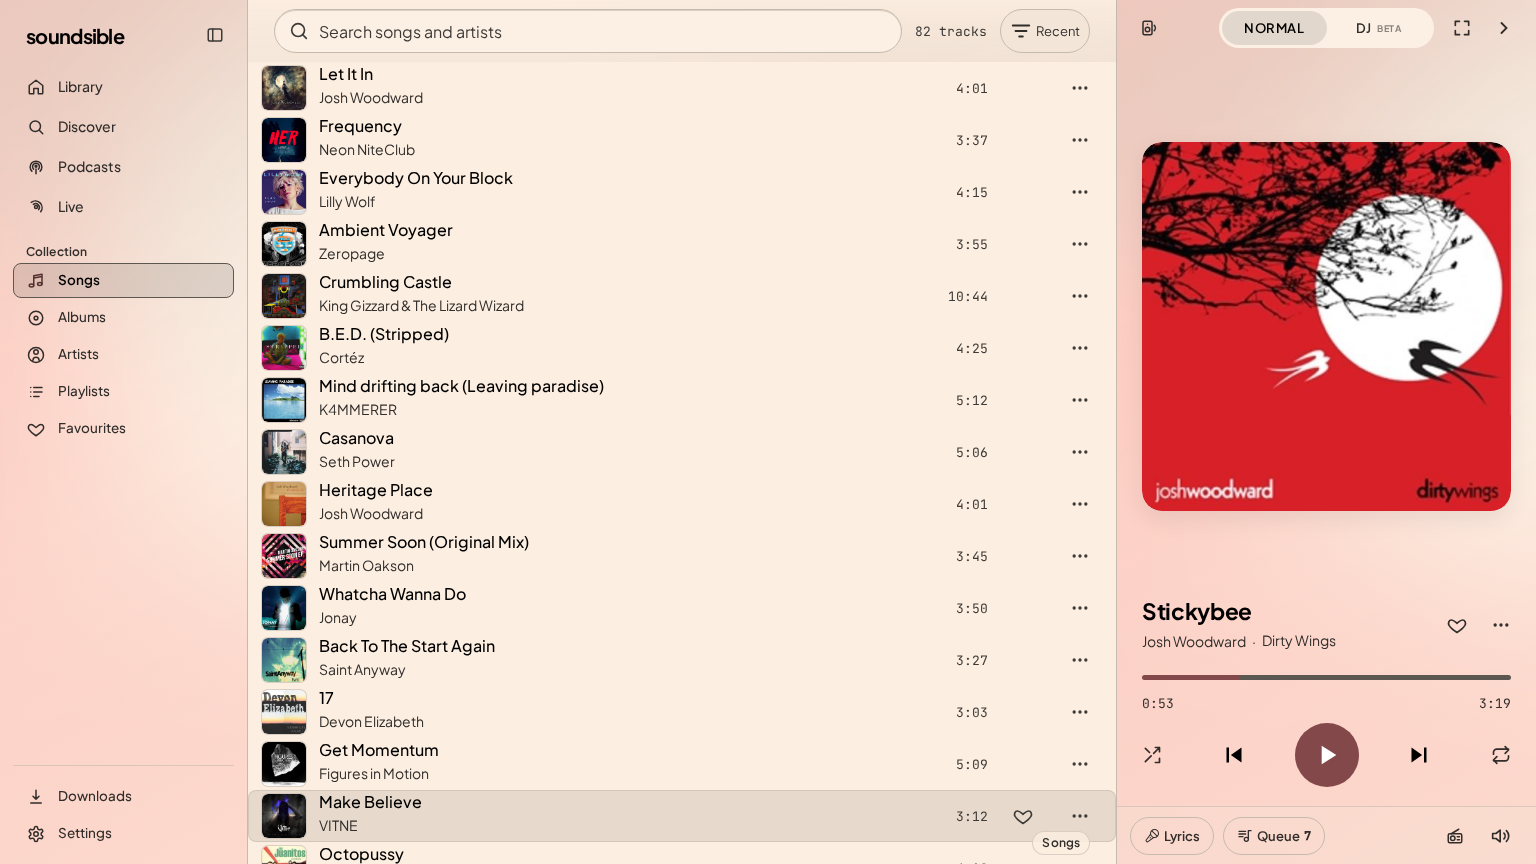 soundsible
Library
Discover
Podcasts
Live
Collection
Songs
Albums
Artists
Playlists
Favourites
Downloads
Settings
Search songs and artists
82 tracks
Recent
Let It In
Josh Woodward
4:01
Frequency
Neon NiteClub
3:37
Everybody On Your Block
Lilly Wolf
4:15
Ambient Voyager
Zeropage
3:55
Crumbling Castle
King Gizzard & The Lizard Wizard
10:44
B.E.D. (Stripped)
Cortéz
4:25
Mind drifting back (Leaving paradise)
K4MMERER
5:12
Casanova
Seth Power
5:06
Heritage Place
Josh Woodward
4:01
Summer Soon (Original Mix)
Martin Oakson
3:45
Whatcha Wanna Do
Jonay
3:50
Back To The Start Again
Saint Anyway
3:27
17
Devon Elizabeth
3:03
Get Momentum
Figures in Motion
5:09
Make Believe
VITNE
3:12
Songs
Octopussy
NORMAL
DJ BETA
joshwoodward
dirtywings
Stickybee
Josh Woodward · Dirty Wings
0:53
3:19
Lyrics
Queue 7